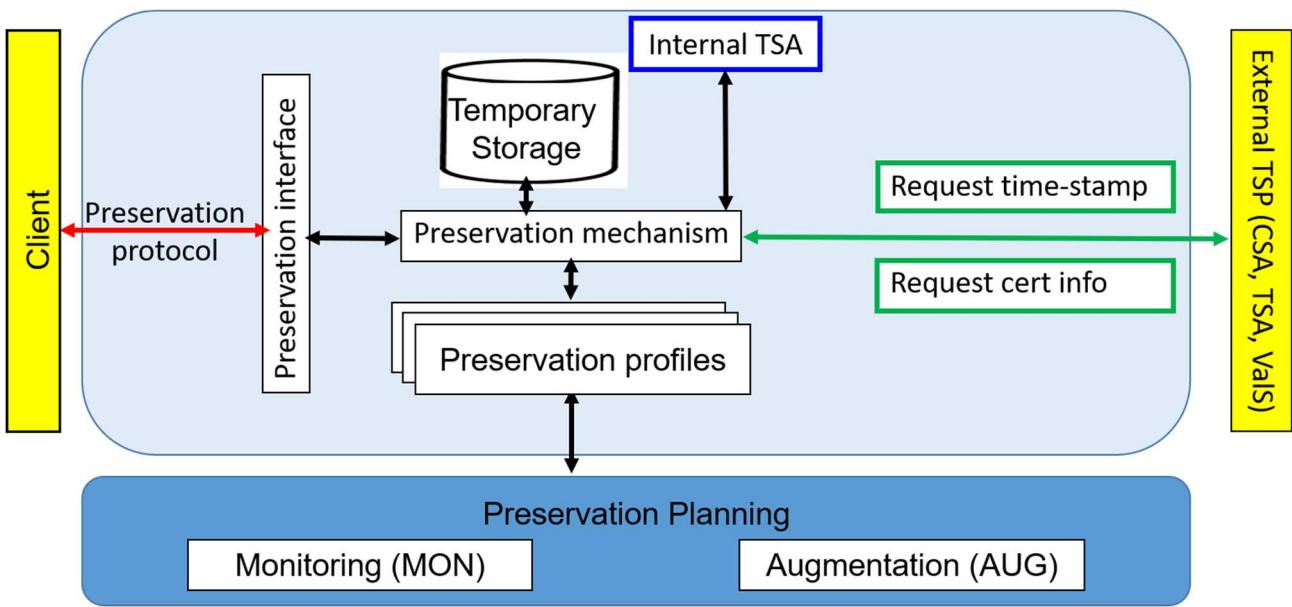 Client
Preservation
protocol
Preservation interface
Internal TSA
Temporary
Storage
Preservation mechanism
Preservation profiles
Request time-stamp
Request cert info
External TSP (CSA, TSA, ValS)
Preservation Planning
Monitoring (MON)
Augmentation (AUG)